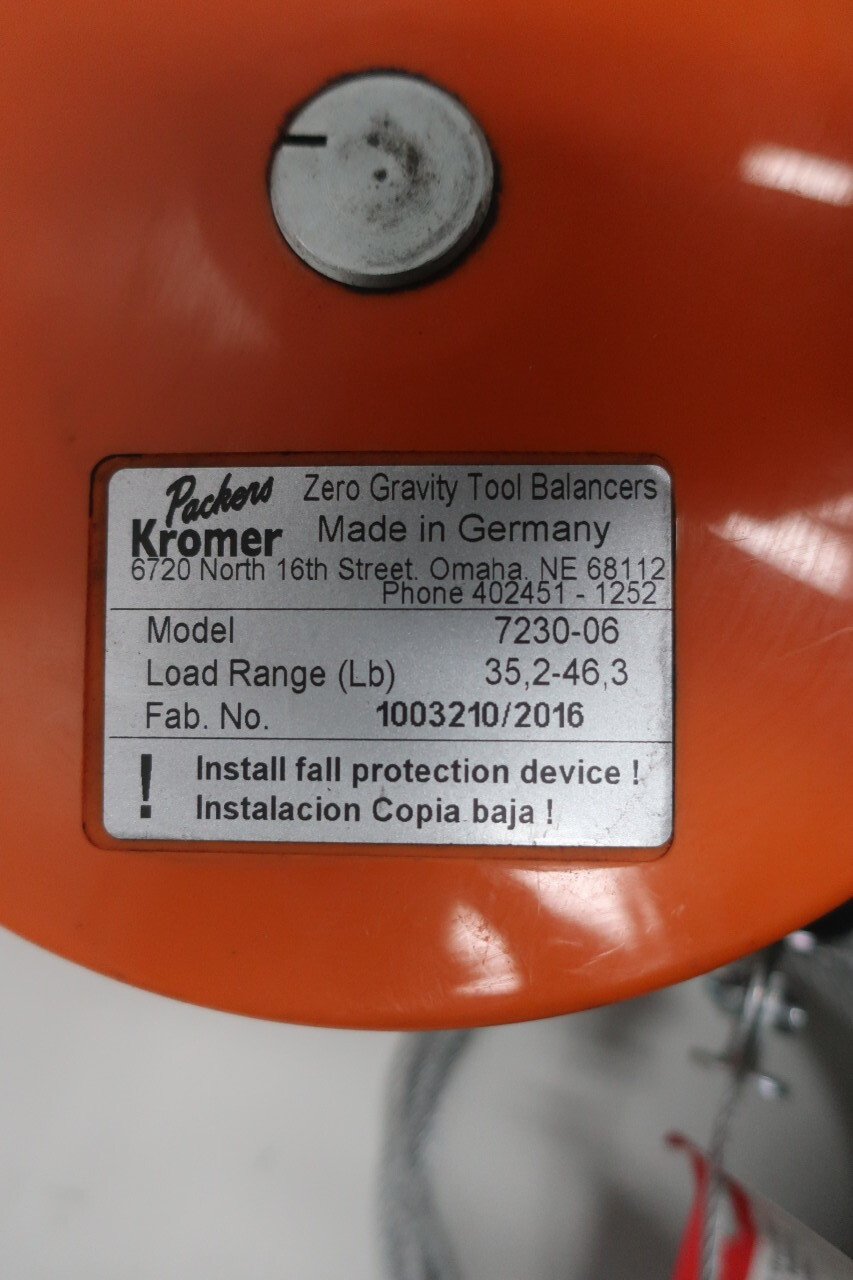 Packers Zero Gravity Tool Balancers
Kromer Made in Germany
6720 North 16th Street. Omaha. NE 68112
Phone 402451 - 1252
Model 7230-06
Load Range (Lb) 35,2-46,3
Fab. No. 1003210/2016
! Install fall protection device !
Instalacion Copia baja !